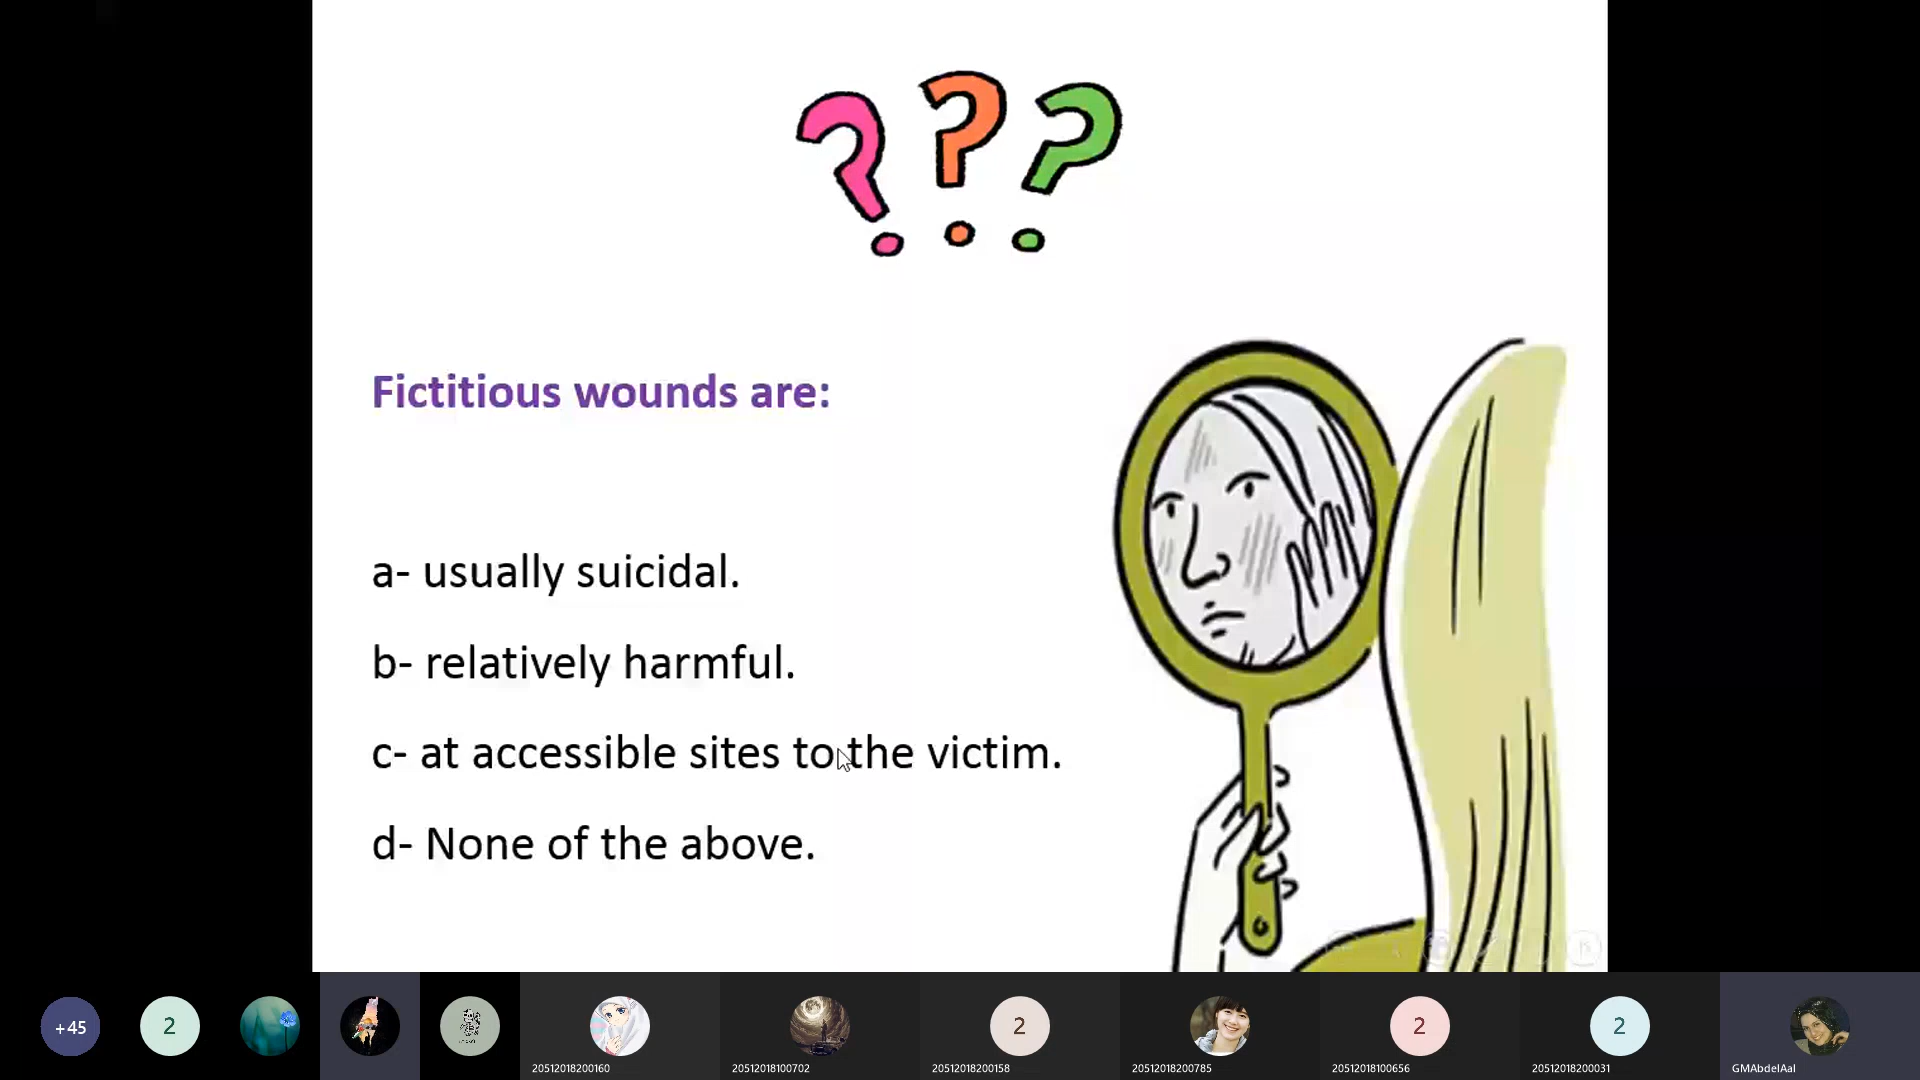 ???
Fictitious wounds are:
a- usually suicidal.
b- relatively harmful.
c- at accessible sites to the victim.
d- None of the above.
+45
2
20512018200160
20512018100702
2
20512018200158
20512018200785
2
20512018100656
2
20512018200031
GMAbdelAal